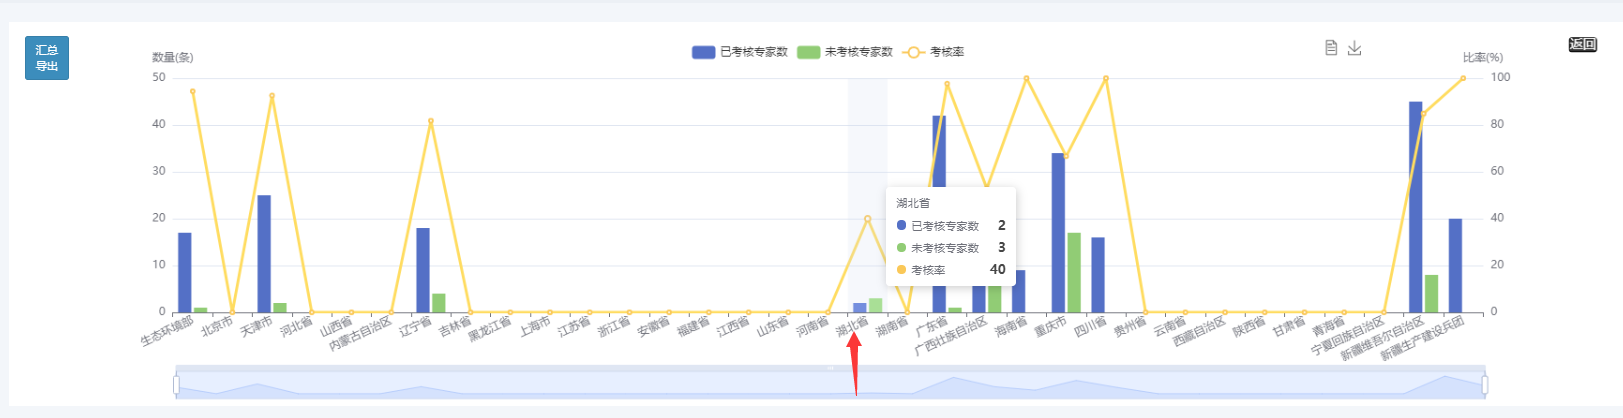 汇总
导出
返回
已考核专家数 未考核专家数 考核率
数量(条) 比率(%)
50 100
40 80
30 60
20 40
10 20
0 0
湖北省
已考核专家数 2
未考核专家数 3
考核率 40
生态环境部 北京市 天津市 河北省 山西省 内蒙古自治区 辽宁省 吉林省 黑龙江省 上海市 江苏省 浙江省 安徽省 福建省 江西省 山东省 河南省 湖北省 湖南省 广东省 广西壮族自治区 海南省 重庆市 四川省 贵州省 云南省 西藏自治区 陕西省 甘肃省 青海省 宁夏回族自治区 新疆维吾尔自治区 新疆生产建设兵团